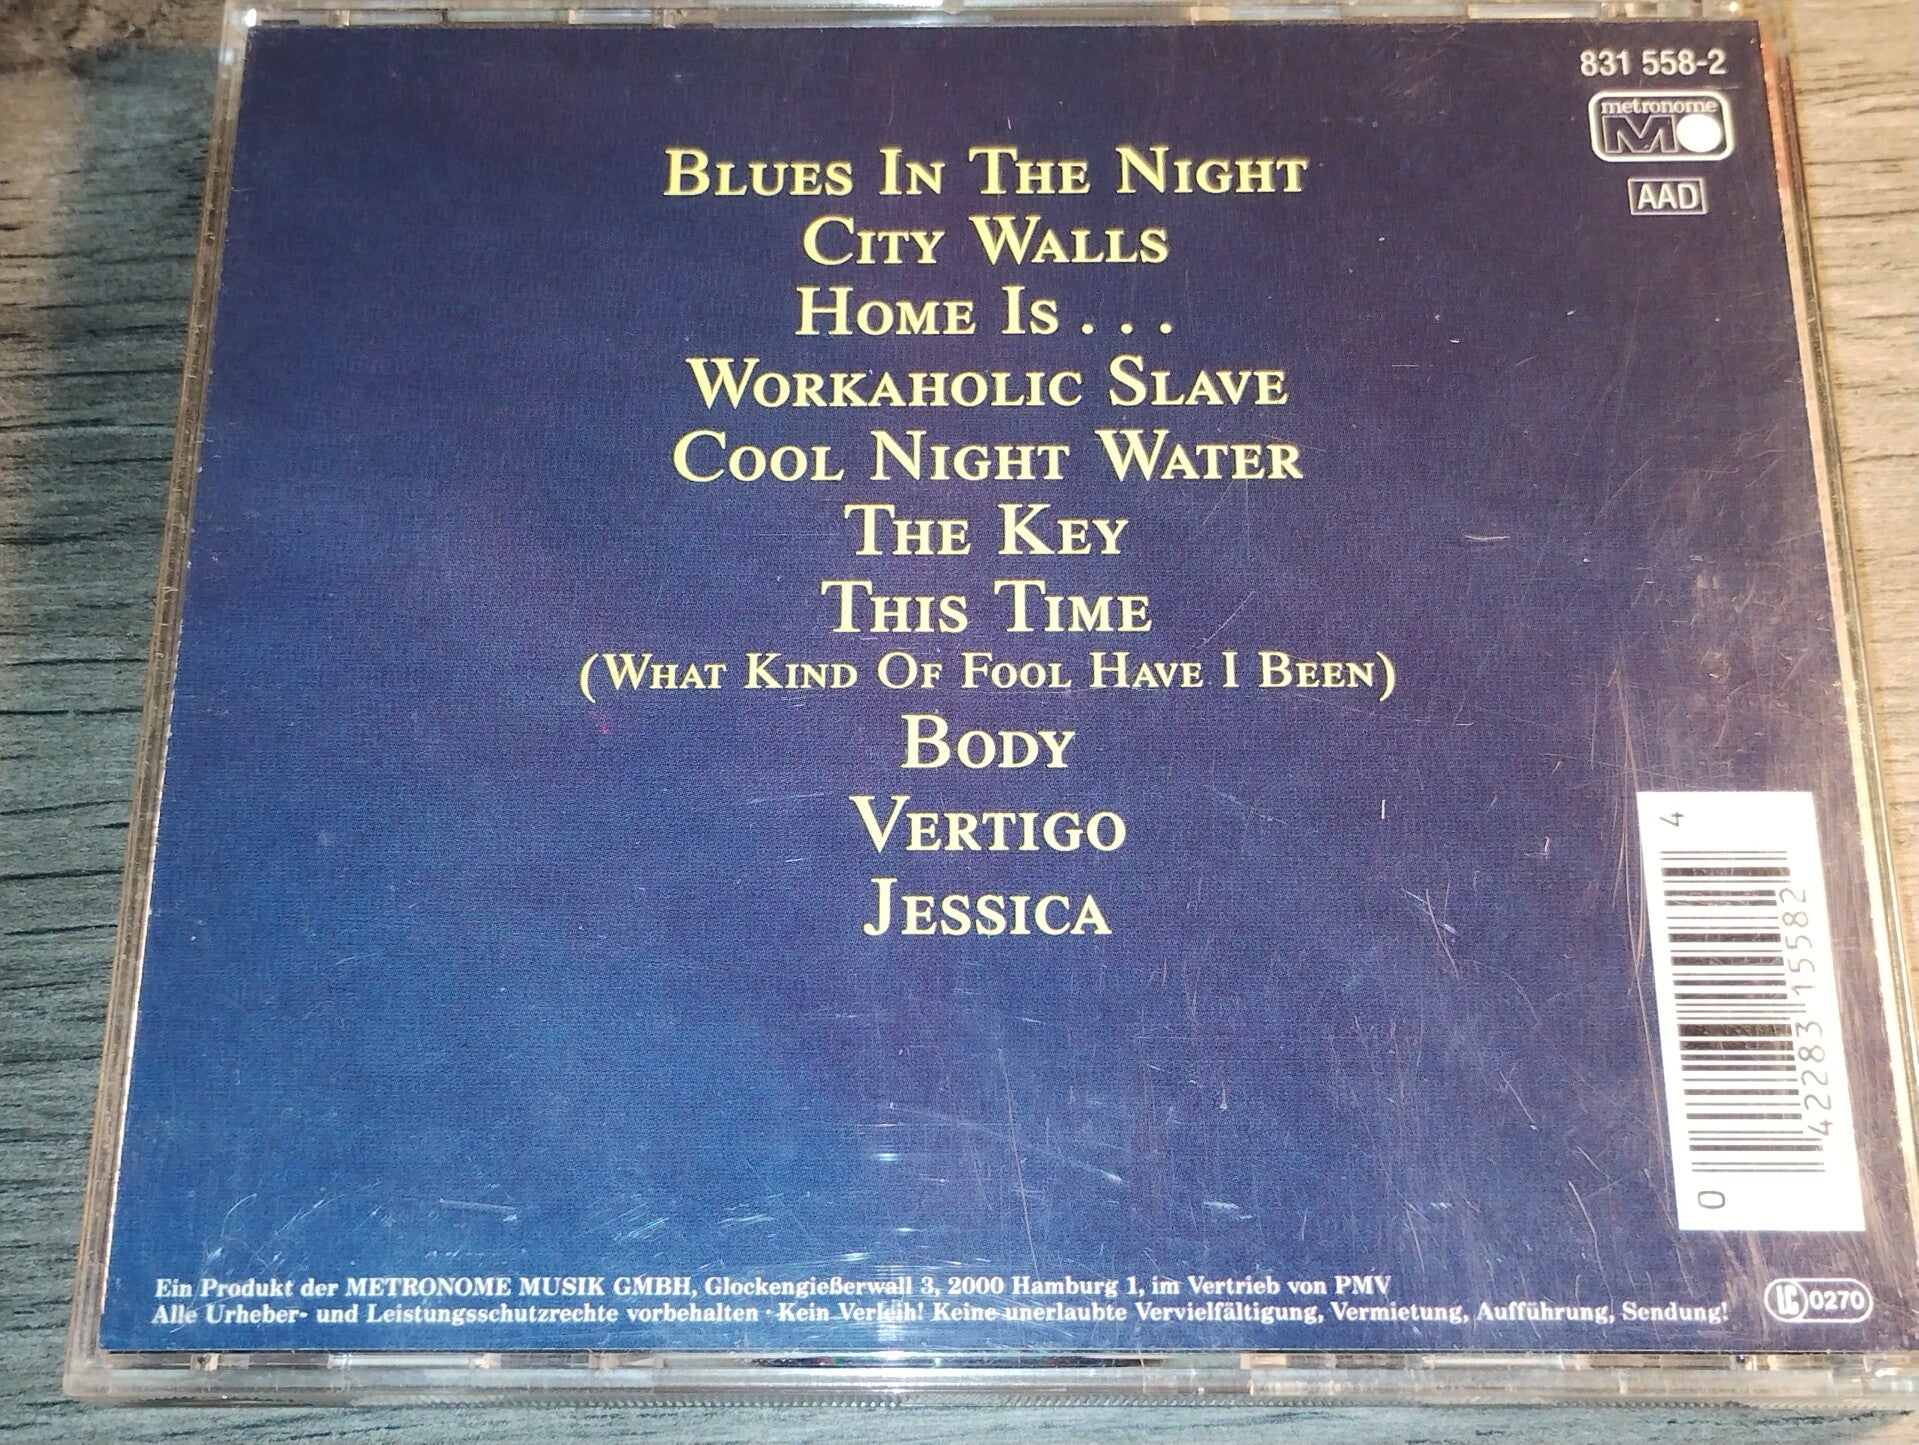 831 558-2
metronome
M
AAD
BLUES IN THE NIGHT
CITY WALLS
HOME IS . . .
WORKAHOLIC SLAVE
COOL NIGHT WATER
THE KEY
THIS TIME
(WHAT KIND OF FOOL HAVE I BEEN)
BODY
VERTIGO
JESSICA
0 42283 15582 4
Ein Produkt der METRONOME MUSIK GMBH, Glockengießerwall 3, 2000 Hamburg 1, im Vertrieb von PMV
Alle Urheber- und Leistungsschutzrechte vorbehalten · Kein Verleih! Keine unerlaubte Vervielfältigung, Vermietung, Aufführung, Sendung!
LC 0270